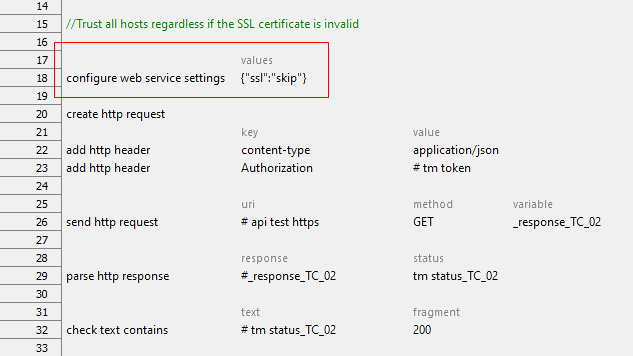 14
15 //Trust all hosts regardless if the SSL certificate is invalid
16
17 values
18 configure web service settings {"ssl":"skip"}
19
20 create http request
21 key value
22 add http header content-type application/json
23 add http header Authorization # tm token
24
25 uri method variable
26 send http request # api test https GET _response_TC_02
27
28 response status
29 parse http response #_response_TC_02 tm status_TC_02
30
31 text fragment
32 check text contains # tm status_TC_02 200
33